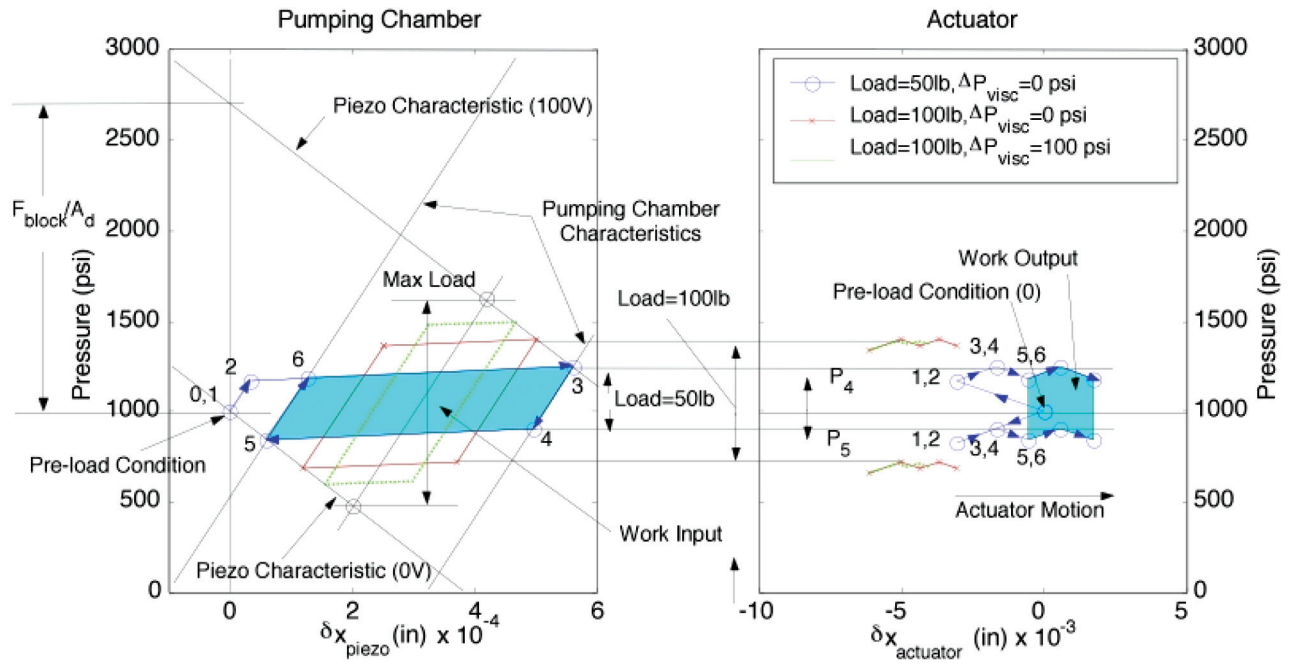 Pumping Chamber
Actuator
3000
2500
2000
1500
1000
500
0
Pressure (psi)
F_block/A_d
Piezo Characteristic (100V)
Pumping Chamber
Characteristics
Max Load
Load=100lb
Load=50lb
0,1
2
6
3
4
5
Pre-load Condition
Work Input
Piezo Characteristic (0V)
0
2
4
6
δx_piezo (in) x 10^-4
Load=50lb, ΔP_visc=0 psi
Load=100lb, ΔP_visc=0 psi
Load=100lb, ΔP_visc=100 psi
Work Output
Pre-load Condition (0)
3,4
5,6
1,2
P_4
P_5
1,2
3,4
5,6
Actuator Motion
3000
2500
2000
1500
1000
500
0
Pressure (psi)
-10
-5
0
5
δx_actuator (in) x 10^-3